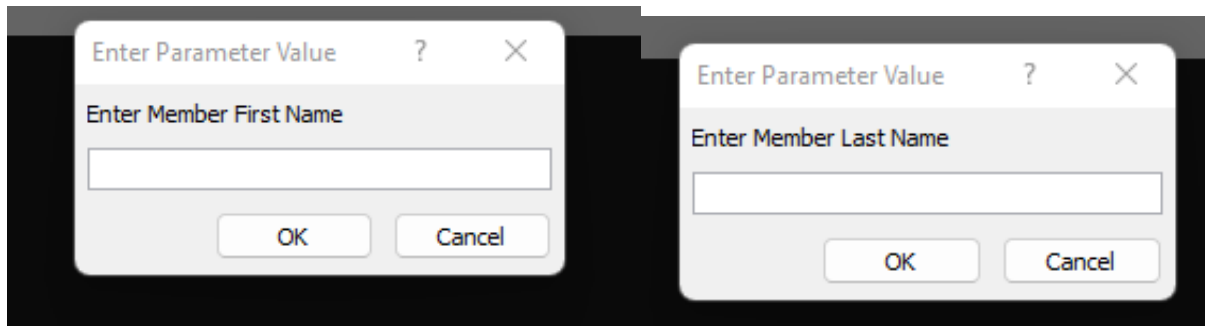 Enter Parameter Value ?
Enter Member First Name
OK Cancel
Enter Parameter Value ?
Enter Member Last Name
OK Cancel